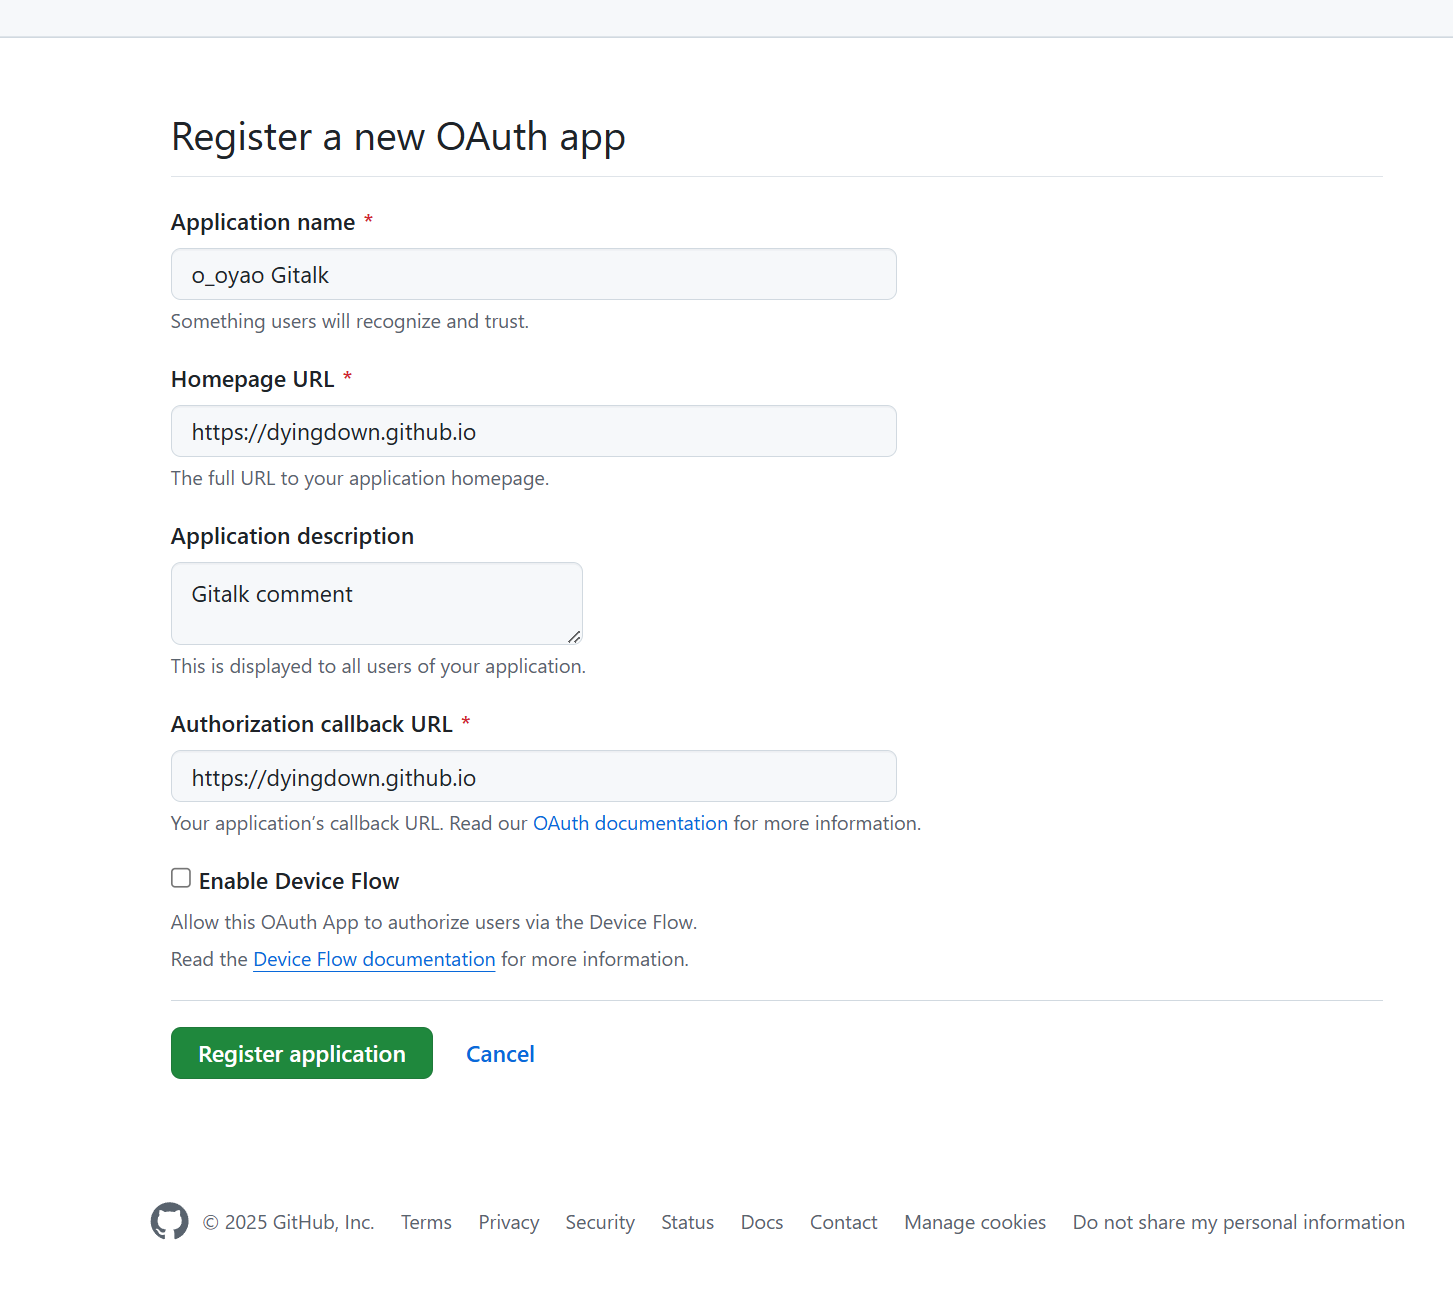 Register a new OAuth app
Application name *
o_oyao Gitalk
Something users will recognize and trust.
Homepage URL *
https://dyingdown.github.io
The full URL to your application homepage.
Application description
Gitalk comment
This is displayed to all users of your application.
Authorization callback URL *
https://dyingdown.github.io
Your application’s callback URL. Read our OAuth documentation for more information.
Enable Device Flow
Allow this OAuth App to authorize users via the Device Flow.
Read the Device Flow documentation for more information.
Register application Cancel
© 2025 GitHub, Inc. Terms Privacy Security Status Docs Contact Manage cookies Do not share my personal information